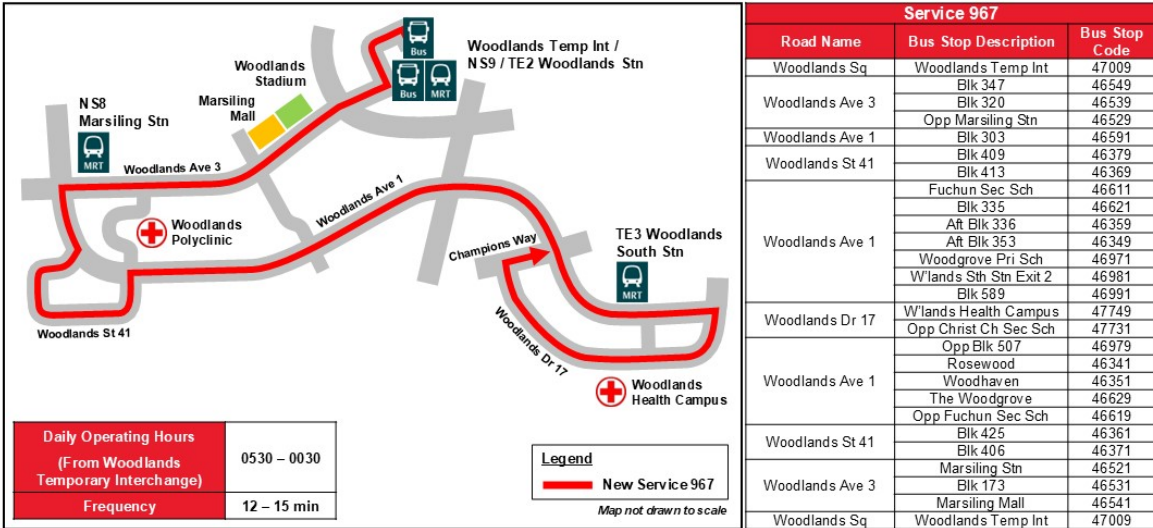 Woodlands Temp Int /
NS9 / TE2 Woodlands Stn
Bus
Bus
MRT
Woodlands
Stadium
Marsiling
Mall
NS8
Marsiling Stn
MRT
Woodlands Ave 3
Woodlands Ave 1
Woodlands
Polyclinic
Champions Way
TE3 Woodlands
South Stn
MRT
Woodlands St 41
Woodlands Dr 17
Woodlands
Health Campus
Daily Operating Hours
(From Woodlands
Temporary Interchange)
0530 – 0030
Frequency
12 – 15 min
Legend
New Service 967
Map not drawn to scale
Service 967
Road Name Bus Stop Description Bus Stop Code
Woodlands Sq Woodlands Temp Int 47009
Woodlands Ave 3 Blk 347 46549
Blk 320 46539
Opp Marsiling Stn 46529
Woodlands Ave 1 Blk 303 46591
Woodlands St 41 Blk 409 46379
Blk 413 46369
Woodlands Ave 1 Fuchun Sec Sch 46611
Blk 335 46621
Aft Blk 336 46359
Aft Blk 353 46349
Woodgrove Pri Sch 46971
W'lands Sth Stn Exit 2 46981
Blk 589 46991
Woodlands Dr 17 W'lands Health Campus 47749
Opp Christ Ch Sec Sch 47731
Woodlands Ave 1 Opp Blk 507 46979
Rosewood 46341
Woodhaven 46351
The Woodgrove 46629
Opp Fuchun Sec Sch 46619
Woodlands St 41 Blk 425 46361
Blk 406 46371
Woodlands Ave 3 Marsiling Stn 46521
Blk 173 46531
Marsiling Mall 46541
Woodlands Sq Woodlands Temp Int 47009